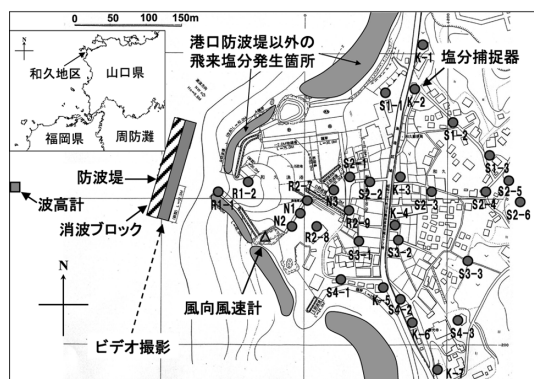 0 50 100 150m
港口防波堤以外の
飛来塩分発生箇所
塩分捕捉器
和久地区
山口県
福岡県
周防灘
防波堤
波高計
消波ブロック
N
ビデオ撮影
風向風速計
K-1
K-2
S1-1
S1-2
S1-3
K-3
S2-2
S2-3
S2-4
S2-5
S2-6
R1-1
R1-2
R2-7
N3
N1
N2
R2-8
R2-9
K-4
S3-1
S3-2
S3-3
S4-1
K-5
S4-2
K-6
S4-3
K-7